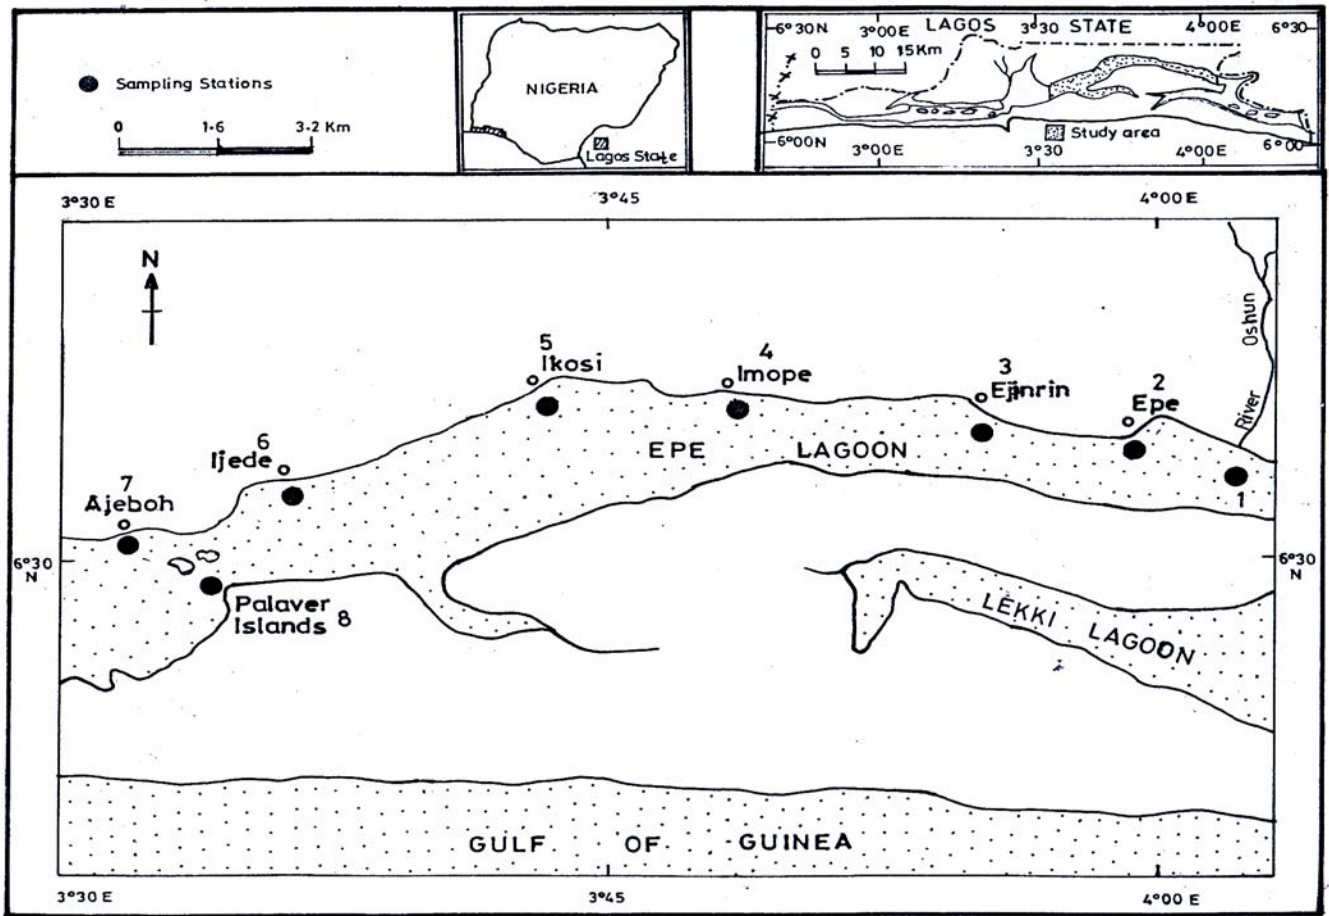 Sampling Stations
0 1·6 3·2 Km
NIGERIA
Lagos State
6°30N 3°00E LAGOS 3°30 STATE 4°00E 6°30
0 5 10 15Km
Study area
6°00N 3°00E 3°30 4°00E 6°00
3°30 E 3°45 4°00E
N
River Oshun
5
Ikosi
4
Imope
3
Ejinrin
2
Epe
1
6
Ijede
7
Ajeboh
EPE LAGOON
6°30
N
6°30
N
Palaver
Islands 8
LEKKI LAGOON
GULF OF GUINEA
3°30 E 3°45 4°00 E